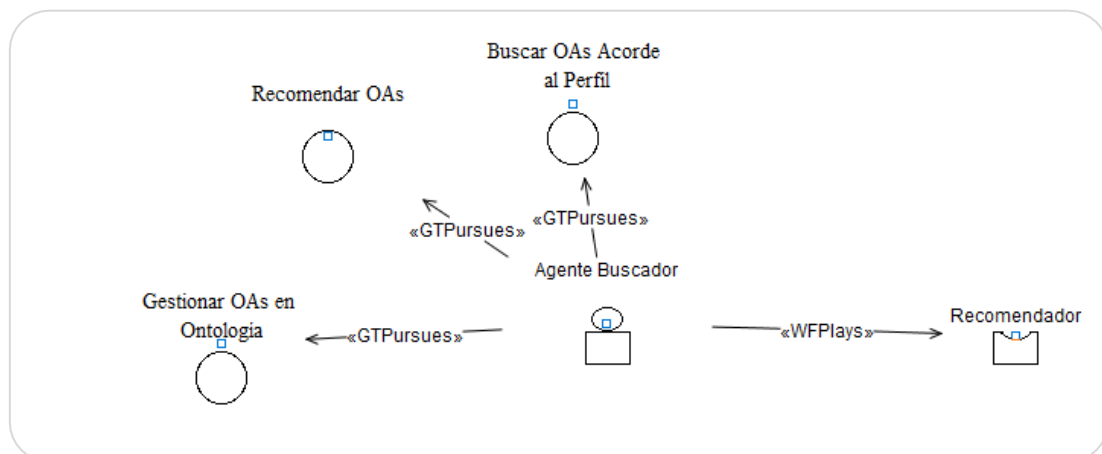 Buscar OAs Acorde
al Perfil
Recomendar OAs
«GTPursues»
«GTPursues»
Agente Buscador
Gestionar OAs en
Ontologia
«GTPursues»
«WFPlays»
Recomendador